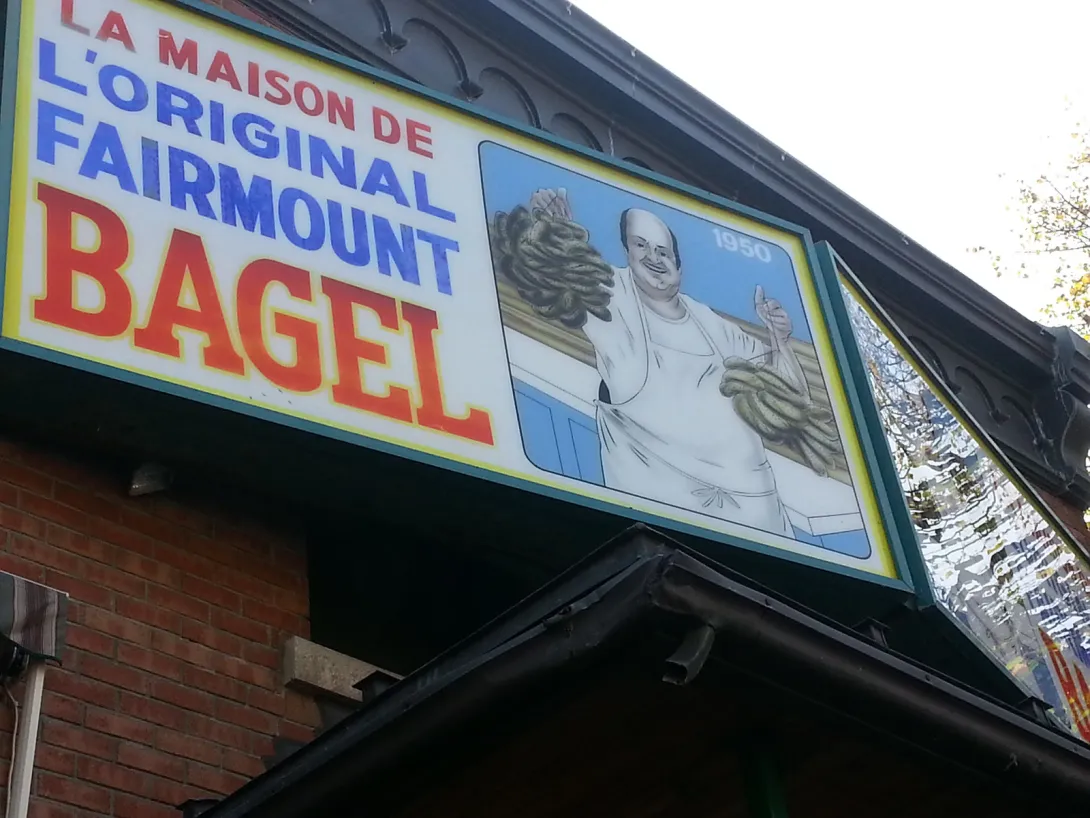 LA MAISON DE
L'ORIGINAL
FAIRMOUNT
BAGEL
1950